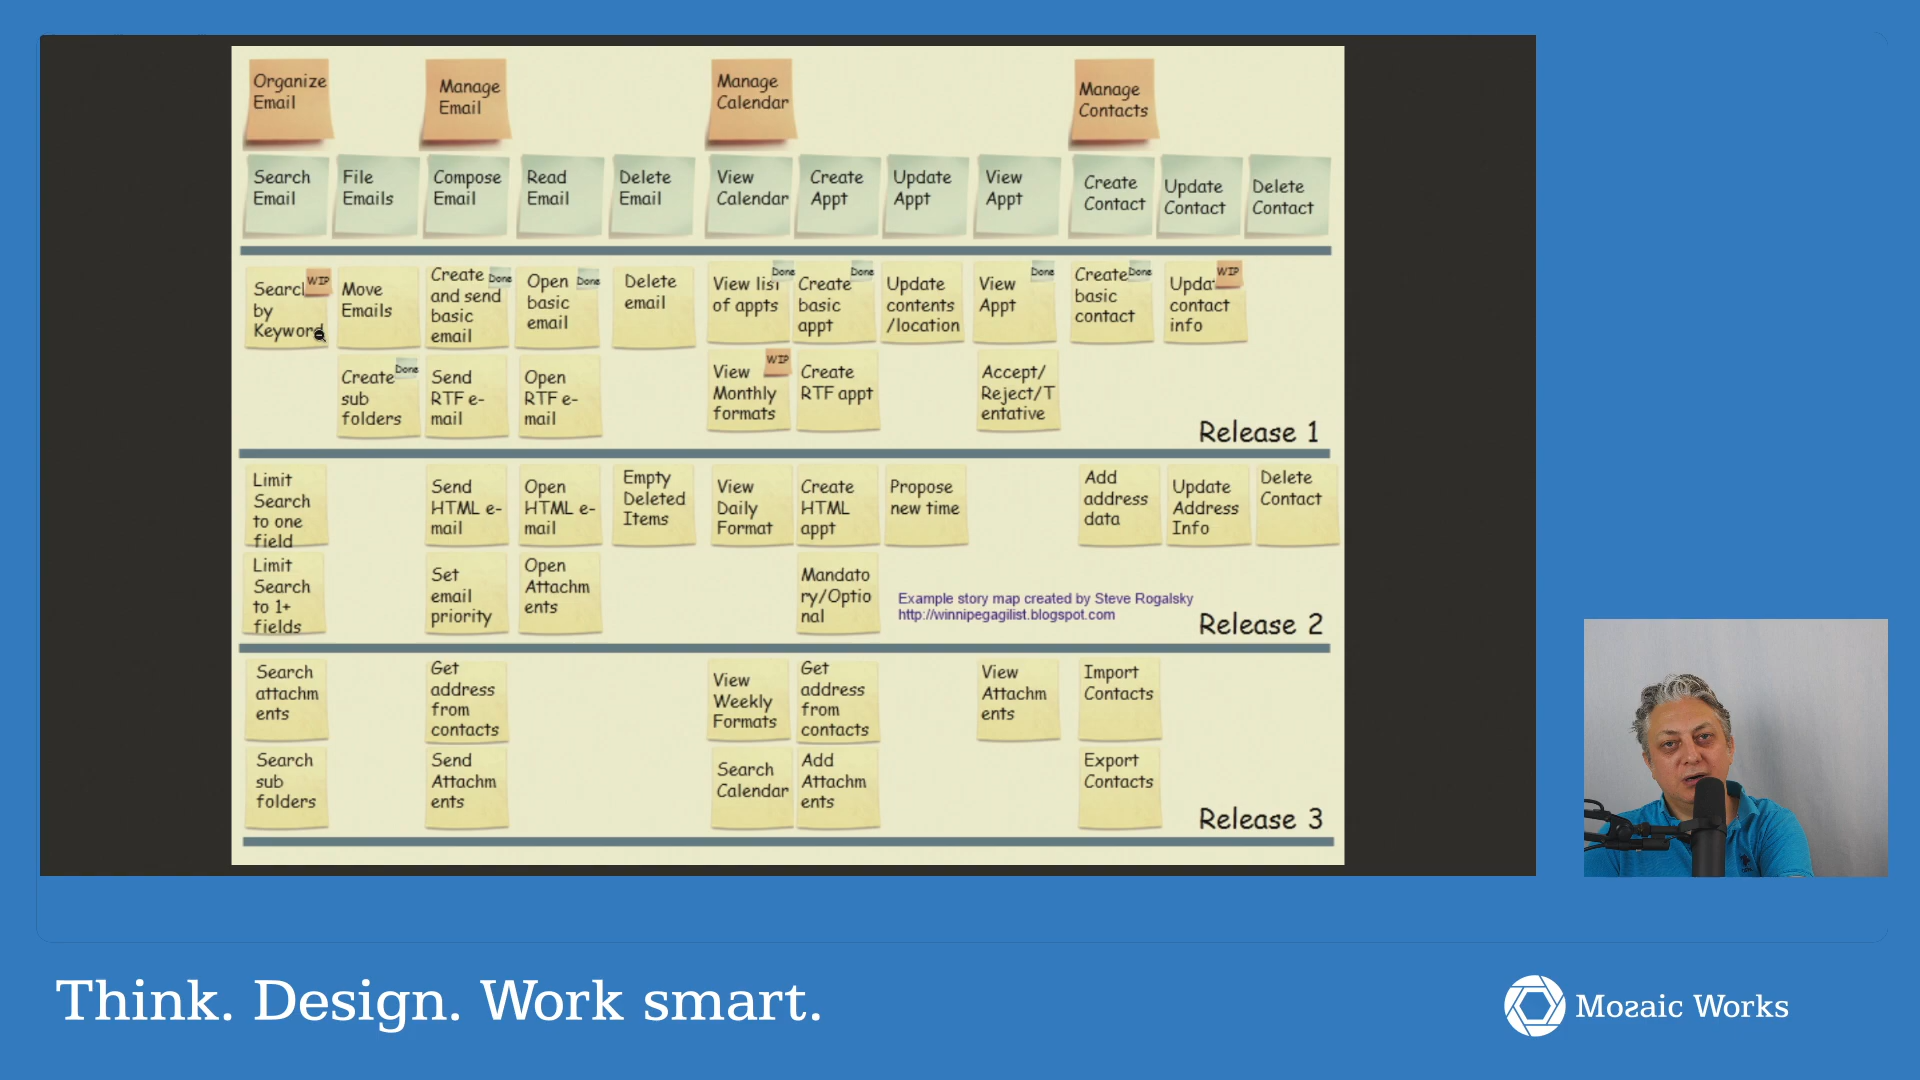 Organize
Email
Manage
Email
Manage
Calendar
Manage
Contacts
Search
Email
File
Emails
Compose
Email
Read
Email
Delete
Email
View
Calendar
Create
Appt
Update
Appt
View
Appt
Create
Contact
Update
Contact
Delete
Contact
WIP
Search
by
Keyword
Move
Emails
Done
Create
and send
basic
email
Done
Open
basic
email
Delete
email
Done
View list
of appts
Done
Create
basic
appt
Update
contents
/location
Done
View
Appt
Done
Create
basic
contact
WIP
Updat
contact
info
Done
Create
sub
folders
Send
RTF e-
mail
Open
RTF e-
mail
WIP
View
Monthly
formats
Create
RTF appt
Accept/
Reject/T
entative
Release 1
Limit
Search
to one
field
Send
HTML e-
mail
Open
HTML e-
mail
Empty
Deleted
Items
View
Daily
Format
Create
HTML
appt
Propose
new time
Add
address
data
Update
Address
Info
Delete
Contact
Limit
Search
to 1+
fields
Set
email
priority
Open
Attachm
ents
Mandato
ry/Optio
nal
Example story map created by Steve Rogalsky
http://winnipegagilist.blogspot.com
Release 2
Search
attachm
ents
Get
address
from
contacts
View
Weekly
Formats
Get
address
from
contacts
View
Attachm
ents
Import
Contacts
Search
sub
folders
Send
Attachm
ents
Search
Calendar
Add
Attachm
ents
Export
Contacts
Release 3
Think. Design. Work smart.
Mozaic Works